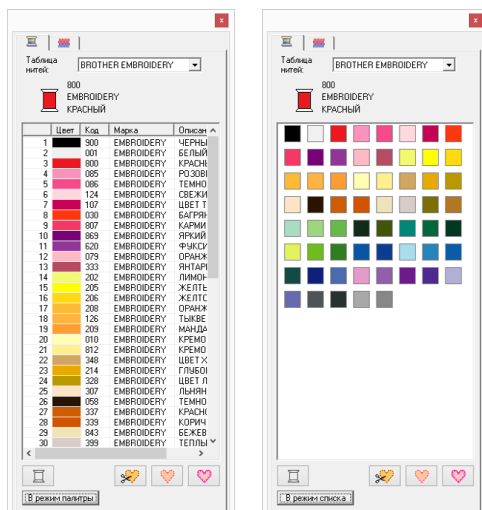 Таблица
нитей:
BROTHER EMBROIDERY
800
EMBROIDERY
КРАСНЫЙ
Цвет Код Марка Описан
1 900 EMBROIDERY ЧЕРНЫ
2 001 EMBROIDERY БЕЛЫЙ
3 800 EMBROIDERY КРАСНЬ
4 085 EMBROIDERY РОЗОВІ
5 086 EMBROIDERY ТЕМНО
6 124 EMBROIDERY СВЕЖИ
7 107 EMBROIDERY ЦВЕТ Т
8 030 EMBROIDERY БАГРЯН
9 807 EMBROIDERY КАРМИ
10 869 EMBROIDERY ЯРКИЙ
11 620 EMBROIDERY ФУКСИ
12 079 EMBROIDERY ОРАНЖ
13 333 EMBROIDERY ЯНТАРІ
14 202 EMBROIDERY ЛИМОН
15 205 EMBROIDERY ЖЕЛТЬ
16 206 EMBROIDERY ЖЕЛТО
17 208 EMBROIDERY ОРАНЖ
18 126 EMBROIDERY ТЫКВЕ
19 209 EMBROIDERY МАНДА
20 010 EMBROIDERY КРЕМО
21 812 EMBROIDERY КРЕМО
22 348 EMBROIDERY ЦВЕТ Х
23 214 EMBROIDERY ГЛУБОІ
24 328 EMBROIDERY ЦВЕТ Л
25 307 EMBROIDERY ЛЬНЯН
26 058 EMBROIDERY ТЕМНО
27 337 EMBROIDERY КРАСНО
28 339 EMBROIDERY КОРИЧ
29 843 EMBROIDERY БЕЖЕВ
30 399 EMBROIDERY ТЕПЛЫ
В режим палитры
Таблица
нитей:
BROTHER EMBROIDERY
800
EMBROIDERY
КРАСНЫЙ
В режим списка